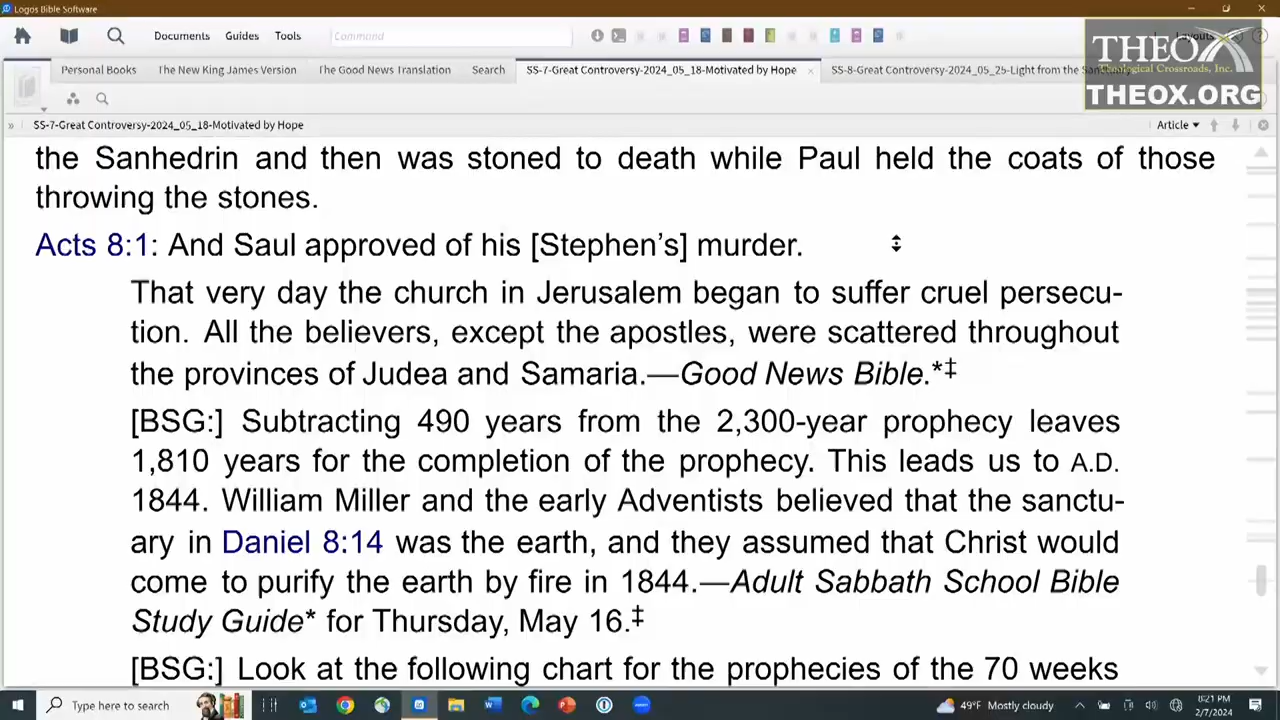 Logos Bible Software
Documents Guides Tools Command Layouts
THEOX
Theological Crossroads, Inc.
THEOX.ORG
Personal Books The New King James Version The Good News Translation Search SS-7-Great Controversy-2024_05_18-Motivated by Hope SS-8-Great Controversy-2024_05_25-Light from the
SS-7-Great Controversy-2024_05_18-Motivated by Hope Article
the Sanhedrin and then was stoned to death while Paul held the coats of those
throwing the stones.
Acts 8:1: And Saul approved of his [Stephen’s] murder.
That very day the church in Jerusalem began to suffer cruel persecu-
tion. All the believers, except the apostles, were scattered throughout
the provinces of Judea and Samaria.—Good News Bible.*‡
[BSG:] Subtracting 490 years from the 2,300-year prophecy leaves
1,810 years for the completion of the prophecy. This leads us to A.D.
1844. William Miller and the early Adventists believed that the sanctu-
ary in Daniel 8:14 was the earth, and they assumed that Christ would
come to purify the earth by fire in 1844.—Adult Sabbath School Bible
Study Guide* for Thursday, May 16.‡
[BSG:] Look at the following chart for the prophecies of the 70 weeks
Type here to search 49°F Mostly cloudy 8:21 PM
2/7/2024